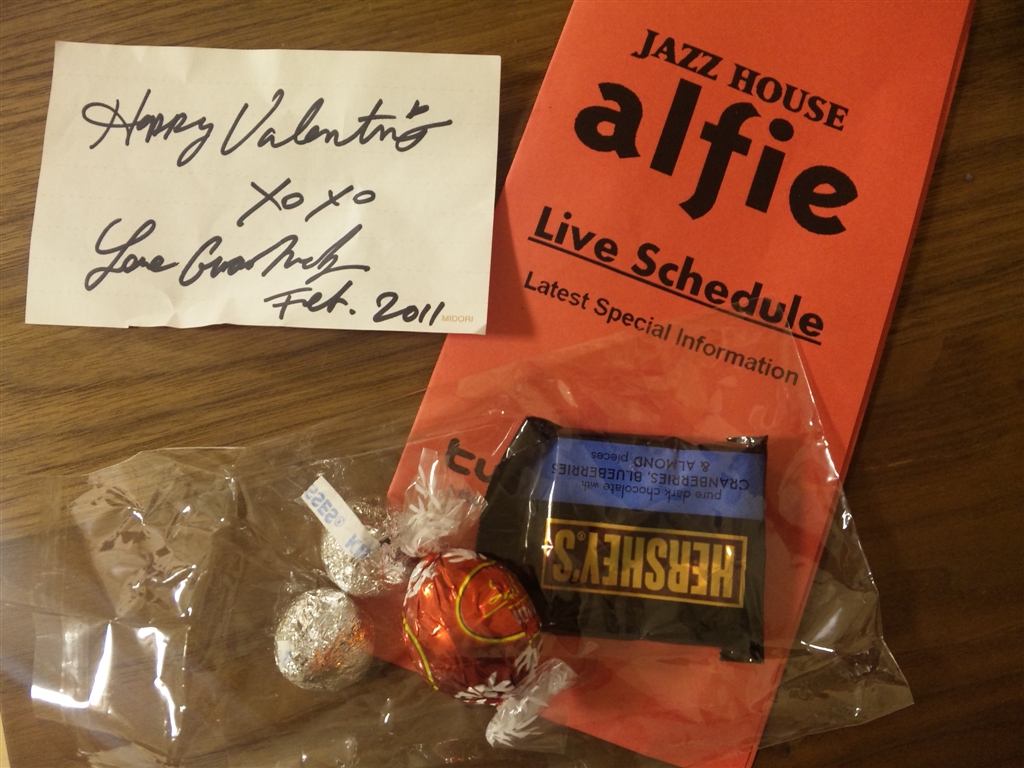 Happy Valentine's
xoxo
Love
Feb. 2011
MIDORI
JAZZ HOUSE
alfie
Live Schedule
Latest Special Information
tu
HERSHEY'S
pure dark chocolate with
CRANBERRIES, BLUEBERRIES
& ALMOND pieces